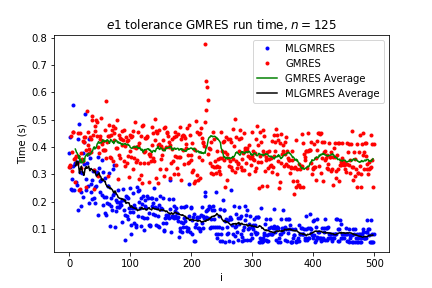 e1 tolerance GMRES run time, n = 125
MLGMRES
GMRES
GMRES Average
MLGMRES Average
Time (s)
0.8
0.7
0.6
0.5
0.4
0.3
0.2
0.1
0 100 200 300 400 500
i